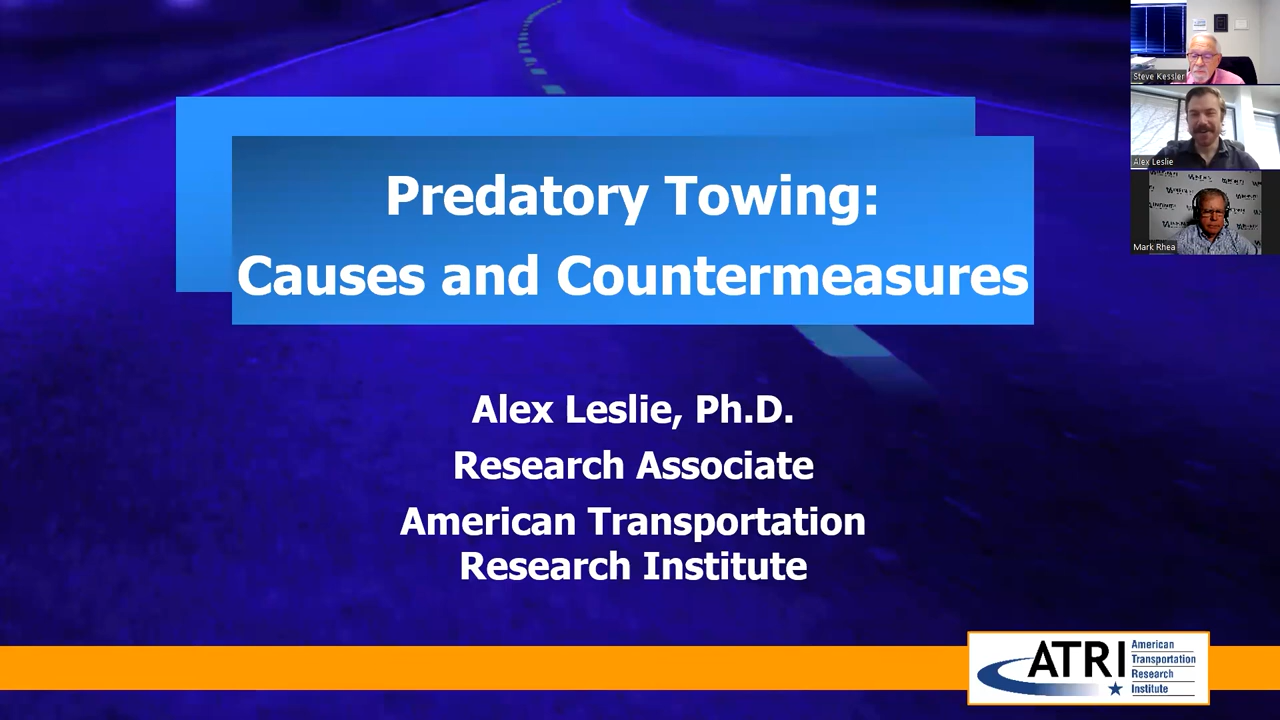 Predatory Towing:
Causes and Countermeasures
Alex Leslie, Ph.D.
Research Associate
American Transportation
Research Institute
Steve Kessler
Alex Leslie
Mark Rhea
ATRI
American
Transportation
Research
Institute